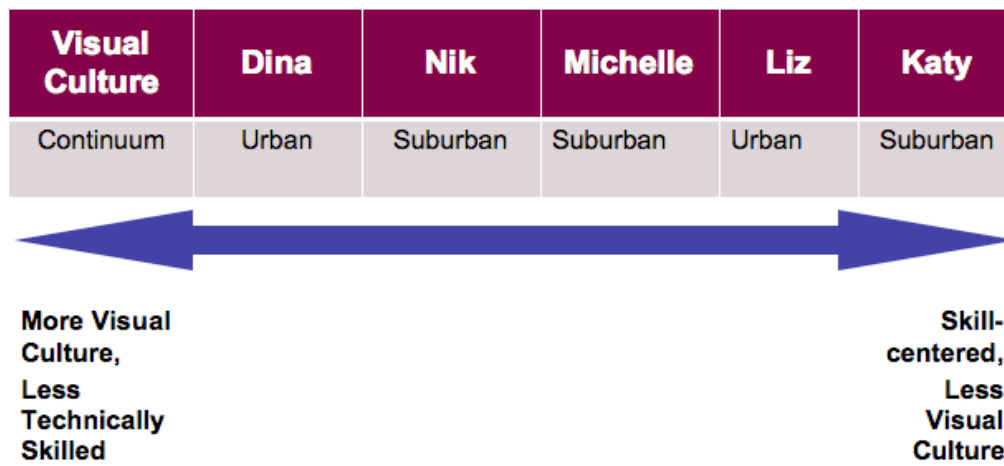 Visual
Culture
Dina
Nik
Michelle
Liz
Katy
Continuum
Urban
Suburban
Suburban
Urban
Suburban
More Visual
Culture,
Less
Technically
Skilled
Skill-
centered,
Less
Visual
Culture